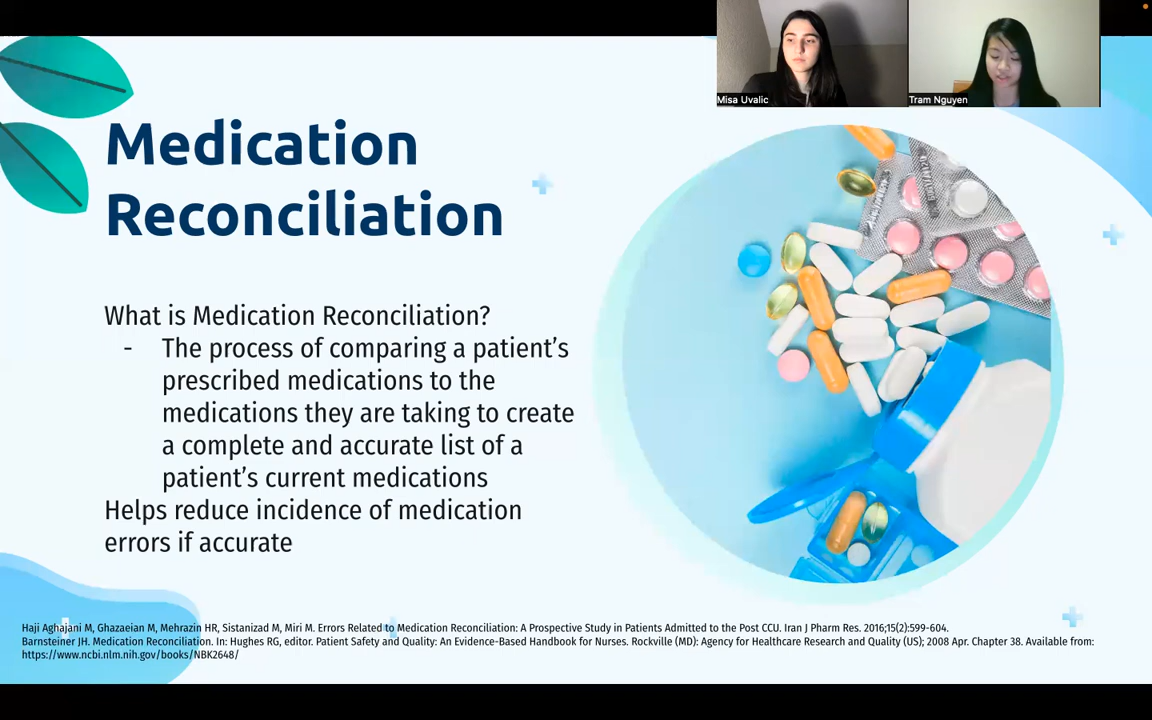 Misa Uvalic
Tram Nguyen
Medication
Reconciliation
What is Medication Reconciliation?
- The process of comparing a patient's
prescribed medications to the
medications they are taking to create
a complete and accurate list of a
patient's current medications
Helps reduce incidence of medication
errors if accurate
Haji Aghajani M, Ghazaeian M, Mehrazin HR, Sistanizad M, Miri M. Errors Related to Medication Reconciliation: A Prospective Study in Patients Admitted to the Post CCU. Iran J Pharm Res. 2016;15(2):599-604.
Barnsteiner JH. Medication Reconciliation. In: Hughes RG, editor. Patient Safety and Quality: An Evidence-Based Handbook for Nurses. Rockville (MD): Agency for Healthcare Research and Quality (US); 2008 Apr. Chapter 38. Available from:
https://www.ncbi.nlm.nih.gov/books/NBK2648/